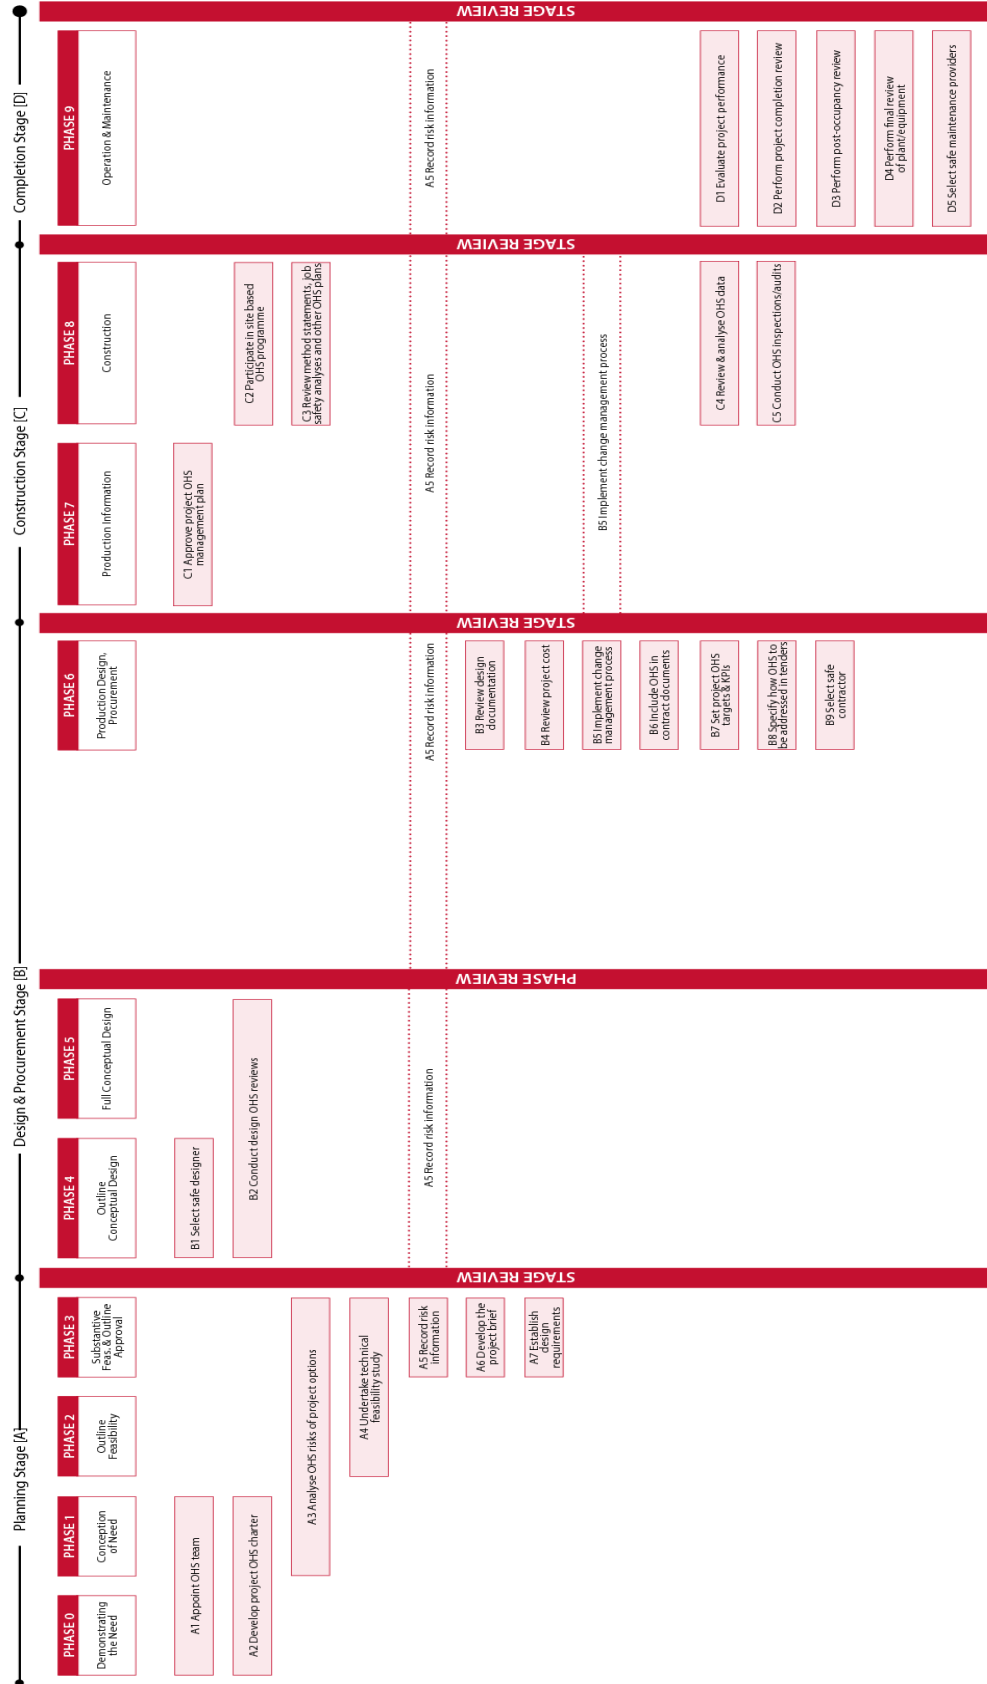 Planning Stage [A]
Design & Procurement Stage [B]
Construction Stage [C]
Completion Stage [D]
PHASE 0
Demonstrating
the Need
PHASE 1
Conception
of Need
PHASE 2
Outline
Feasibility
PHASE 3
Substantive
Feas. & Outline
Approval
STAGE REVIEW
PHASE 4
Outline
Conceptual Design
PHASE 5
Full Conceptual Design
PHASE REVIEW
PHASE 6
Production Design,
Procurement
STAGE REVIEW
PHASE 7
Production Information
PHASE 8
Construction
STAGE REVIEW
PHASE 9
Operation & Maintenance
STAGE REVIEW
A1 Appoint OHS team
A2 Develop project OHS charter
A3 Analyse OHS risks of project options
A4 Undertake technical
feasibility study
A5 Record risk
information
A6 Develop the
project brief
A7 Establish
design
requirements
B1 Select safe designer
B2 Conduct design OHS reviews
A5 Record risk information
A5 Record risk information
B3 Review design
documentation
B4 Review project cost
B5 Implement change
management process
B6 Include OHS in
contract documents
B7 Set project OHS
targets & KPIs
B8 Specify how OHS to
be addressed in tenders
B9 Select safe
contractor
C1 Approve project OHS
management plan
C2 Participate in site based
OHS programme
C3 Review method statements, job
safety analyses and other OHS plans
A5 Record risk information
B5 Implement change management process
C4 Review & analyse OHS data
C5 Conduct OHS inspections/audits
A5 Record risk information
D1 Evaluate project performance
D2 Perform project completion review
D3 Perform post-occupancy review
D4 Perform final review
of plant/equipment
D5 Select safe maintenance providers